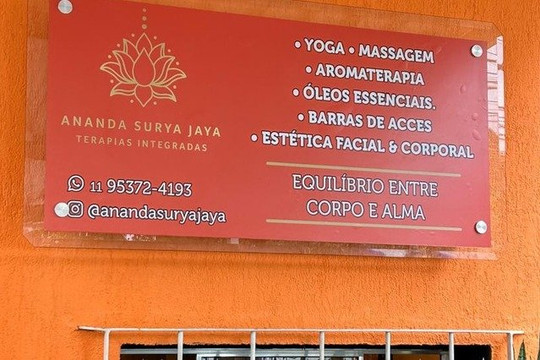 ANANDA SURYA JAYA
TERAPIAS INTEGRADAS
11 95372-4193
@anandasuryajaya
• YOGA • MASSAGEM
• AROMATERAPIA
• ÓLEOS ESSENCIAIS.
• BARRAS DE ACCES
• ESTÉTICA FACIAL & CORPORAL
EQUILÍBRIO ENTRE
CORPO E ALMA